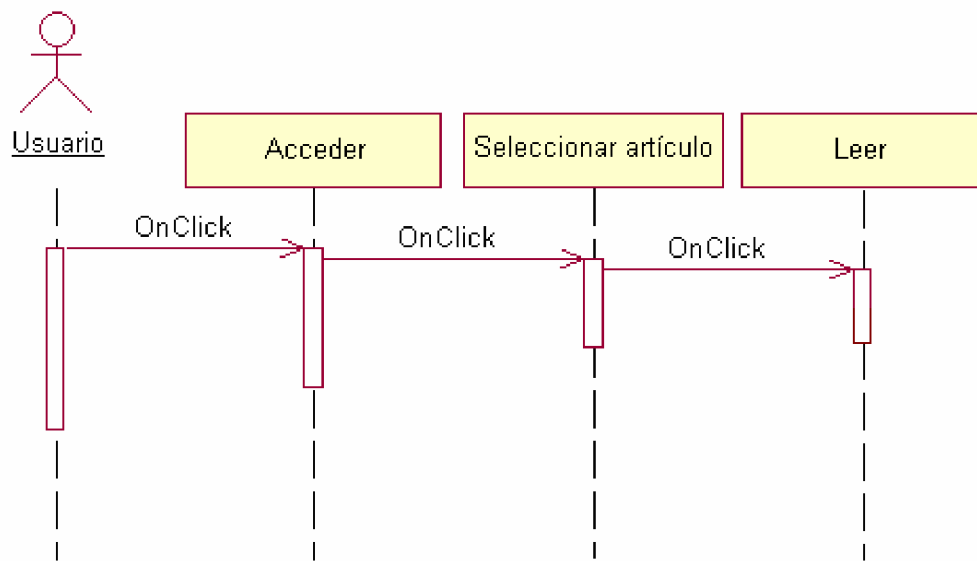 Usuario
Acceder
Seleccionar artículo
Leer
OnClick
OnClick
OnClick